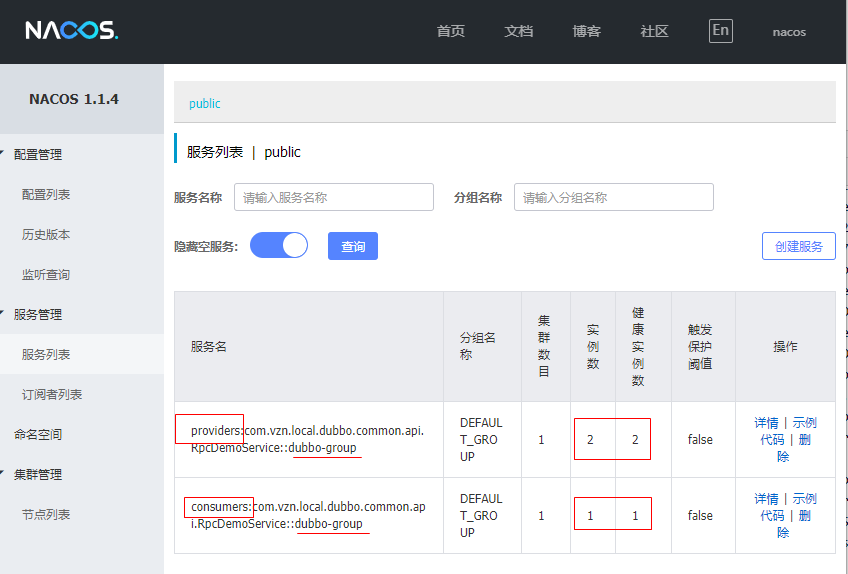 NACOS.
首页 文档 博客 社区 En nacos
NACOS 1.1.4
配置管理
配置列表
历史版本
监听查询
服务管理
服务列表
订阅者列表
命名空间
集群管理
节点列表
public
服务列表 | public
服务名称 请输入服务名称 分组名称 请输入分组名称
隐藏空服务: 查询 创建服务
服务名
分组名
称
集
群
数
目
实
例
数
健
康
实
例
数
触发
保护
阈值
操作
providers:com.vzn.local.dubbo.common.api.
RpcDemoService::dubbo-group
DEFAUL
T_GRO
UP
1
2
2
false
详情 | 示例
代码 | 删
除
consumers:com.vzn.local.dubbo.common.ap
i.RpcDemoService::dubbo-group
DEFAUL
T_GRO
UP
1
1
1
false
详情 | 示例
代码 | 删
除